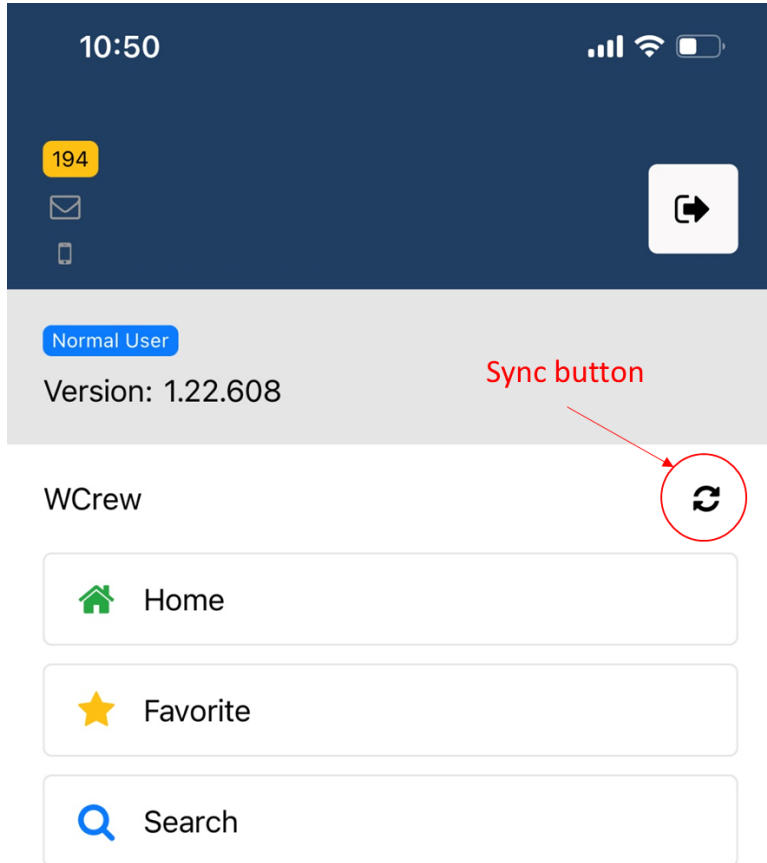 10:50
194
Normal User
Version: 1.22.608
Sync button
WCrew
Home
Favorite
Search